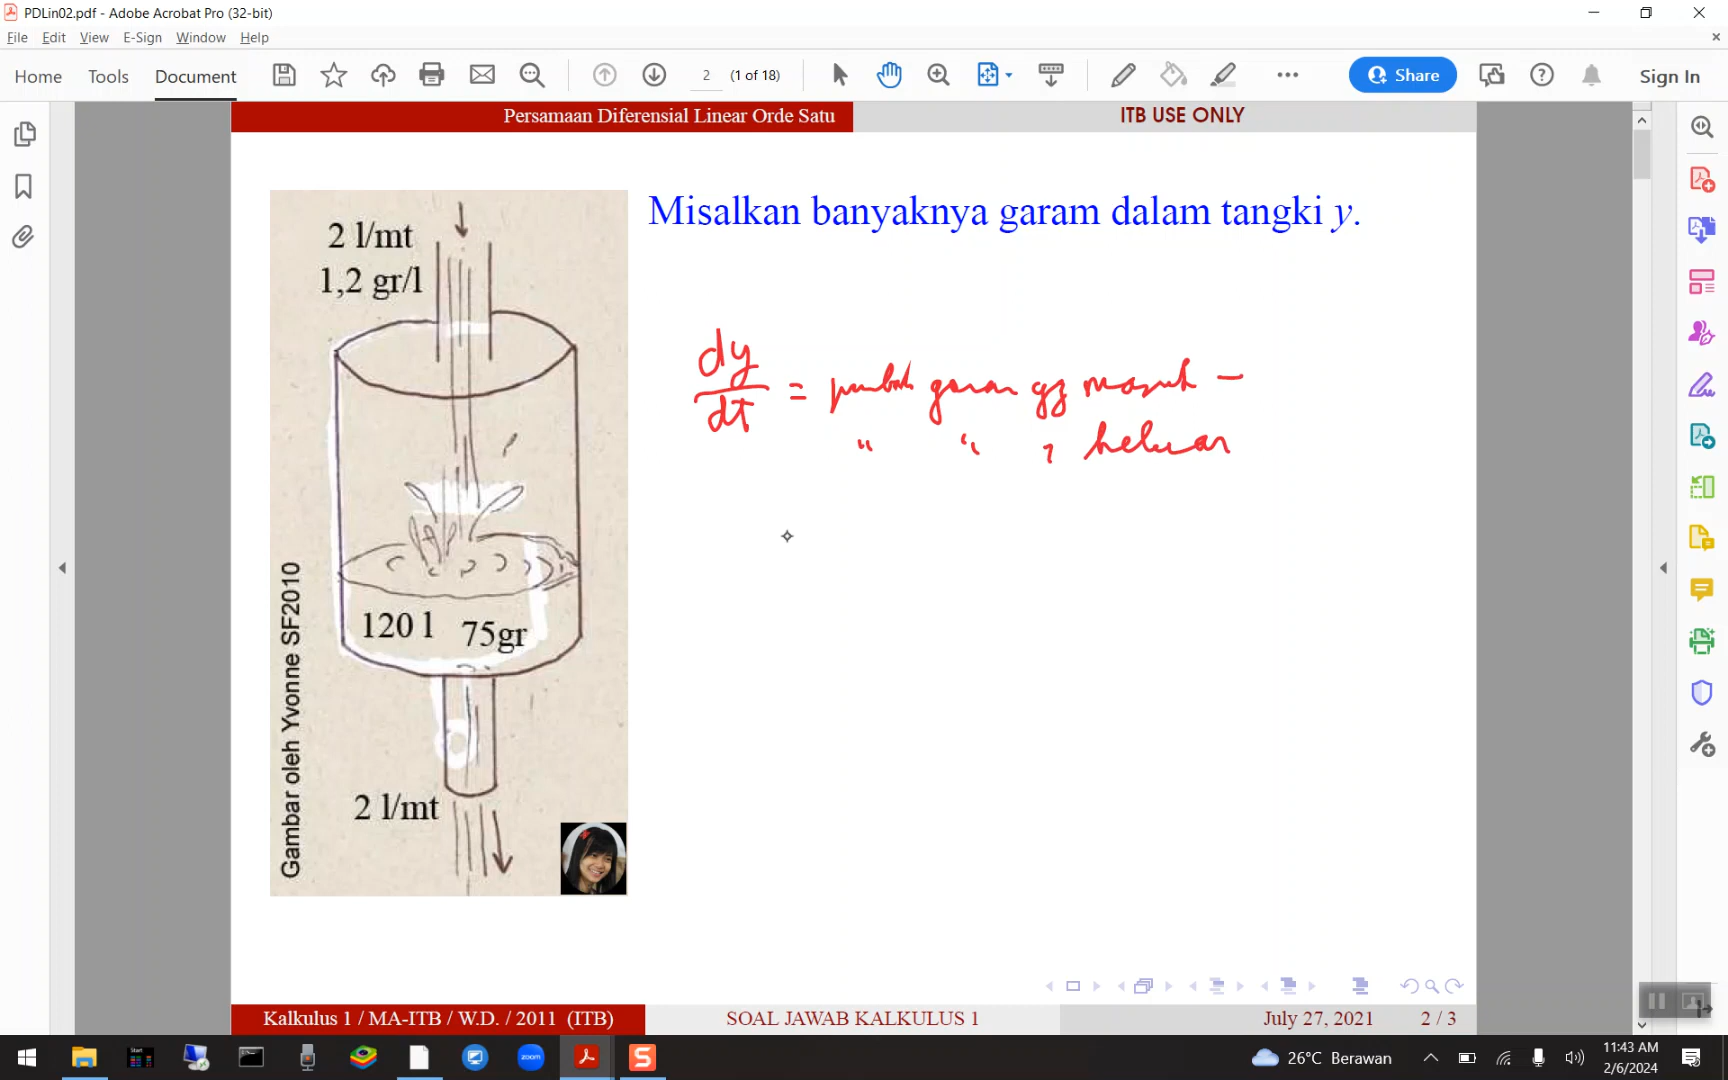 PDLin02.pdf - Adobe Acrobat Pro (32-bit)
File Edit View E-Sign Window Help
Home Tools Document 2 (1 of 18) Share Sign In
Persamaan Diferensial Linear Orde Satu ITB USE ONLY
Misalkan banyaknya garam dalam tangki y.
2 l/mt
1,2 gr/l
dy
dt
= garam yg masuk -
" " " keluar
120 l 75gr
2 l/mt
Gambar oleh Yvonne SF2010
Kalkulus 1 / MA-ITB / W.D. / 2011 (ITB) SOAL JAWAB KALKULUS 1 July 27, 2021 2 / 3
Start
zoom
26°C Berawan
11:43 AM
2/6/2024